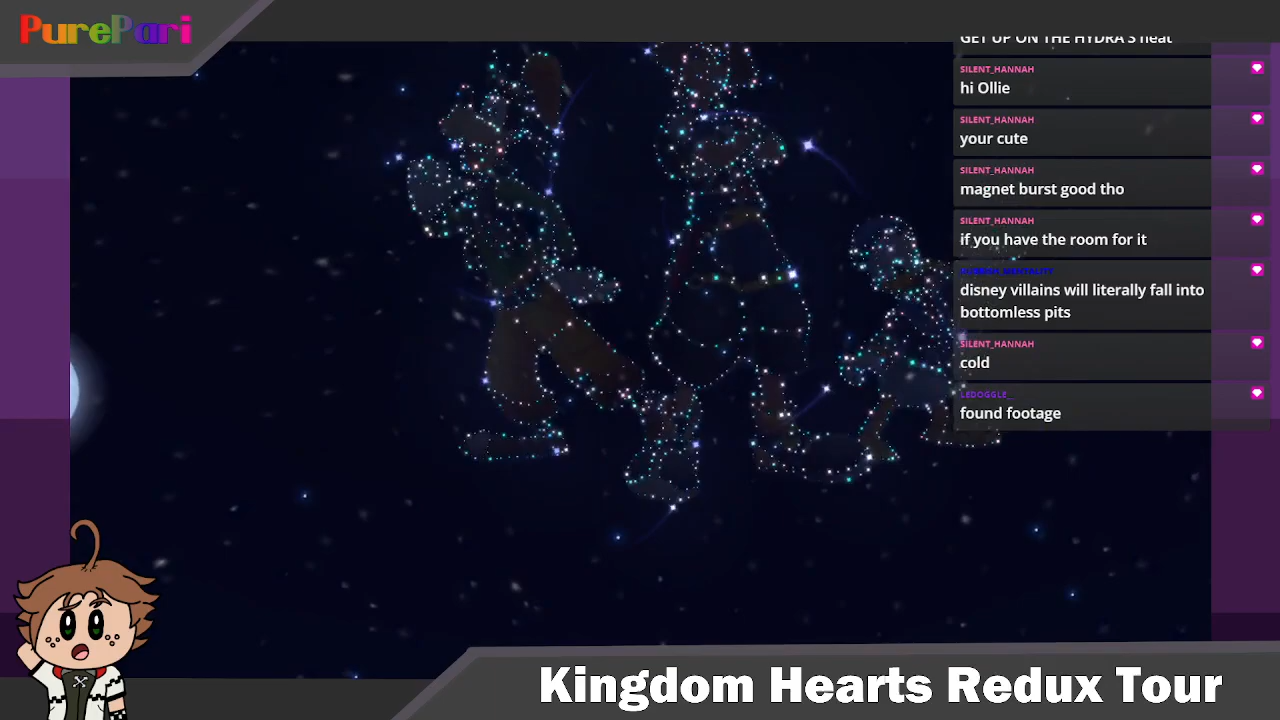 PurePari
GET UP ON THE HYDRA S heat
SILENT_HANNAH
hi Ollie
SILENT_HANNAH
your cute
SILENT_HANNAH
magnet burst good tho
SILENT_HANNAH
if you have the room for it
disney villains will literally fall into
bottomless pits
SILENT_HANNAH
cold
LEDOGGLE_
found footage
Kingdom Hearts Redux Tour